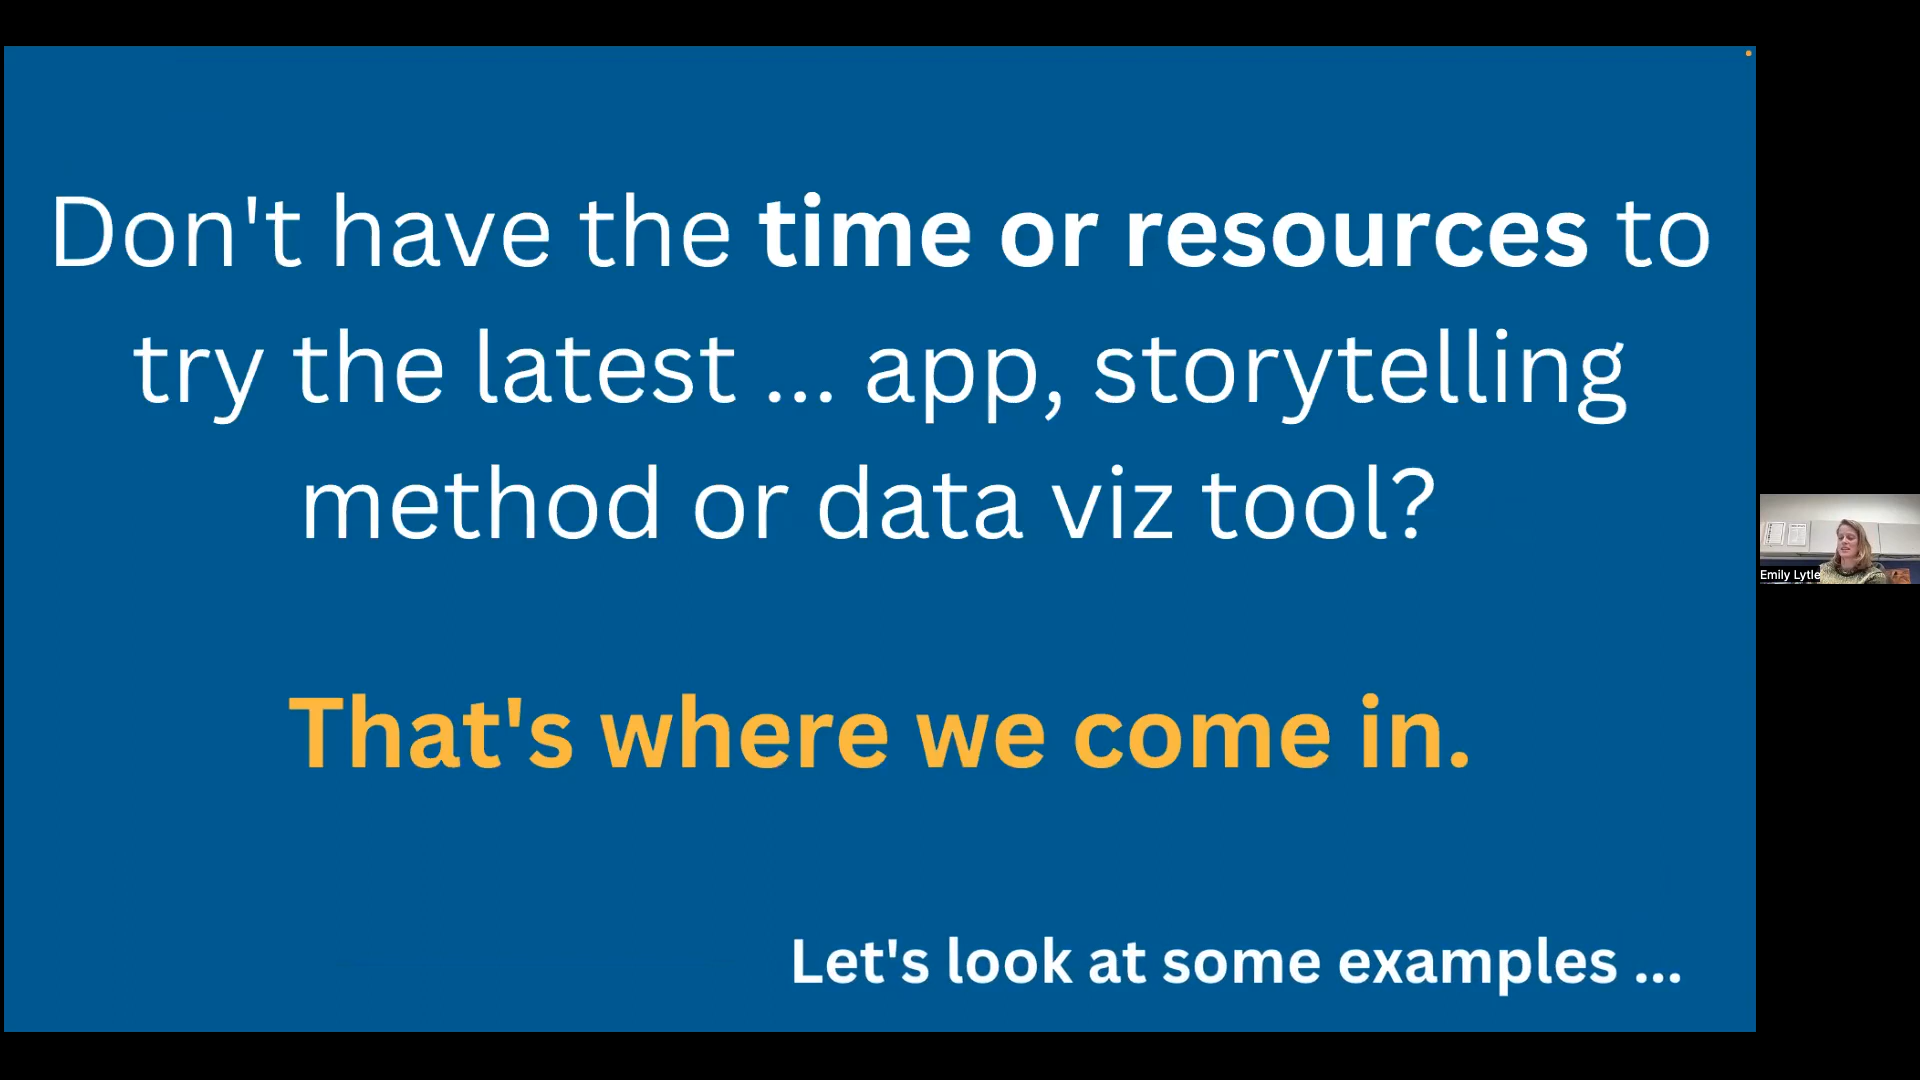 Don't have the time or resources to
try the latest ... app, storytelling
method or data viz tool?
That's where we come in.
Let's look at some examples ...
Emily Lytle